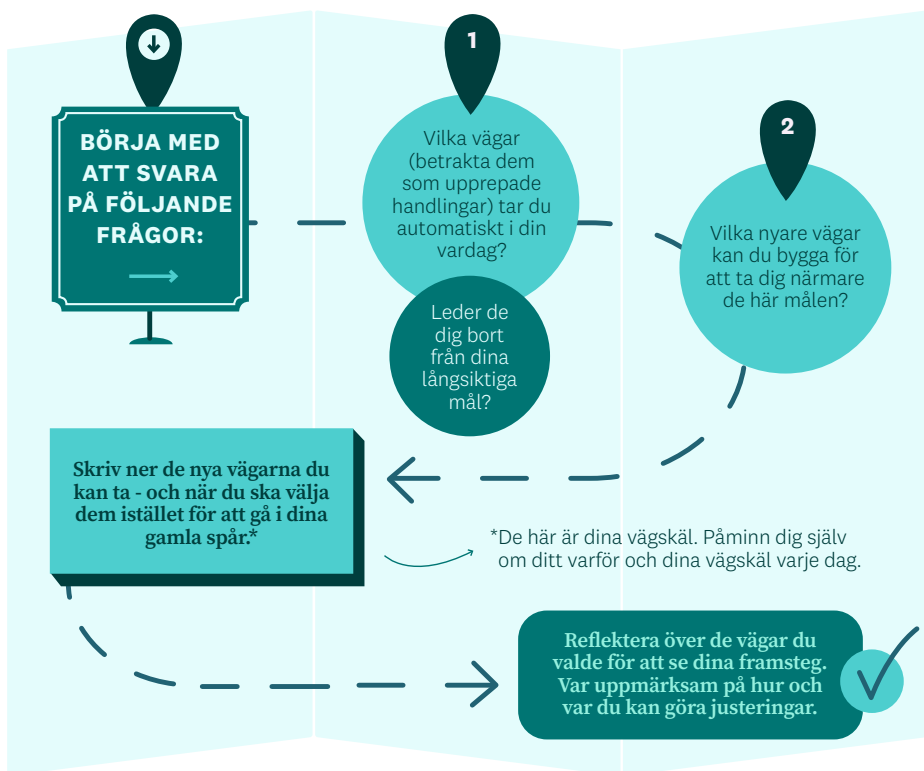 BÖRJA MED
ATT SVARA
PÅ FÖLJANDE
FRÅGOR:
1
Vilka vägar
(betrakta dem
som upprepade
handlingar) tar du
automatiskt i din
vardag?
Leder de
dig bort
från dina
långsiktiga
mål?
2
Vilka nyare vägar
kan du bygga för
att ta dig närmare
de här målen?
Skriv ner de nya vägarna du
kan ta - och när du ska välja
dem istället för att gå i dina
gamla spår.*
*De här är dina vägskäl. Påminn dig själv
om ditt varför och dina vägskäl varje dag.
Reflektera över de vägar du
valde för att se dina framsteg.
Var uppmärksam på hur och
var du kan göra justeringar.